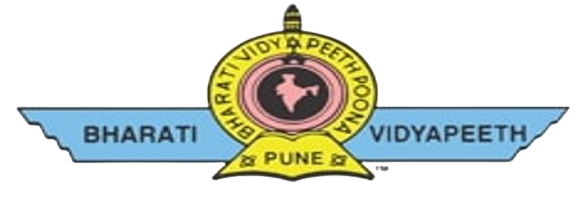 BHARATI VIDYAPEETH POONA
BHARATI VIDYAPEETH
PUNE
™